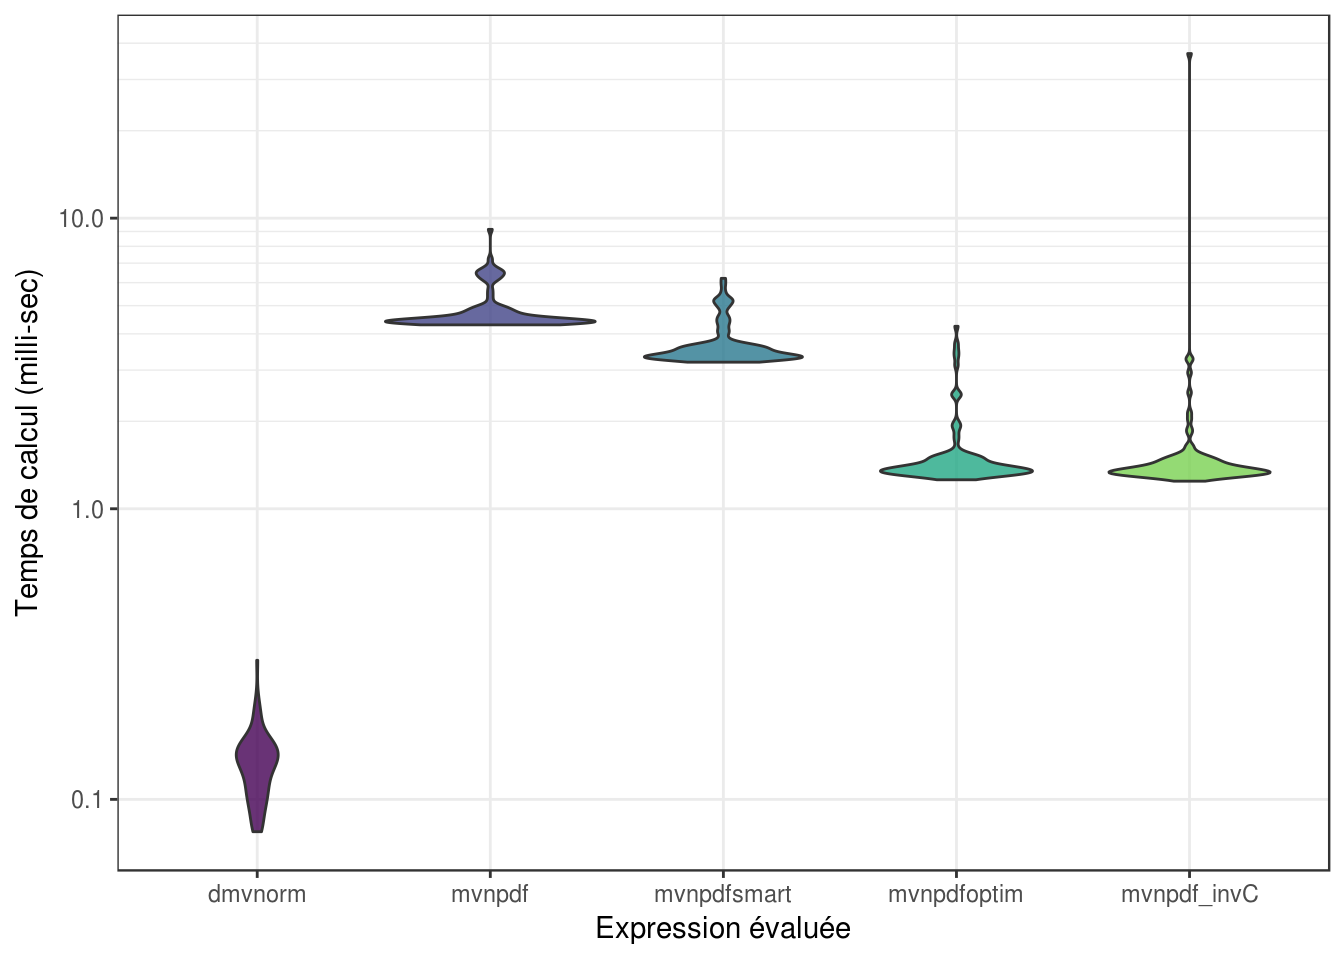 Temps de calcul (milli-sec)
10.0
1.0
0.1
dmvnorm mvnpdf mvnpdfsmart mvnpdfoptim mvnpdf_invC
Expression évaluée